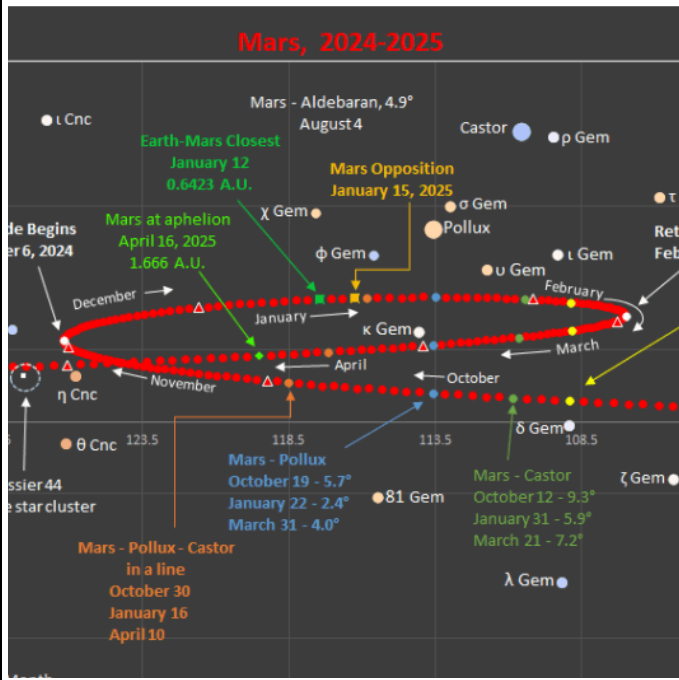 Mars, 2024-2025
Mars - Aldebaran, 4.9°
August 4
ι Cnc
Castor
ρ Gem
Earth-Mars Closest
January 12
0.6423 A.U.
Mars Opposition
January 15, 2025
τ
χ Gem
σ Gem
Pollux
de Begins
er 6, 2024
Mars at aphelion
April 16, 2025
1.666 A.U.
φ Gem
ι Gem
υ Gem
Ret
Feb
December
January
February
κ Gem
March
April
November
October
η Cnc
δ Gem
.5
123.5
118.5
113.5
108.5
θ Cnc
ssier 44
e star cluster
Mars - Pollux
October 19 - 5.7°
January 22 - 2.4°
March 31 - 4.0°
81 Gem
Mars - Castor
October 12 - 9.3°
January 31 - 5.9°
March 21 - 7.2°
ζ Gem
Mars - Pollux - Castor
in a line
October 30
January 16
April 10
λ Gem